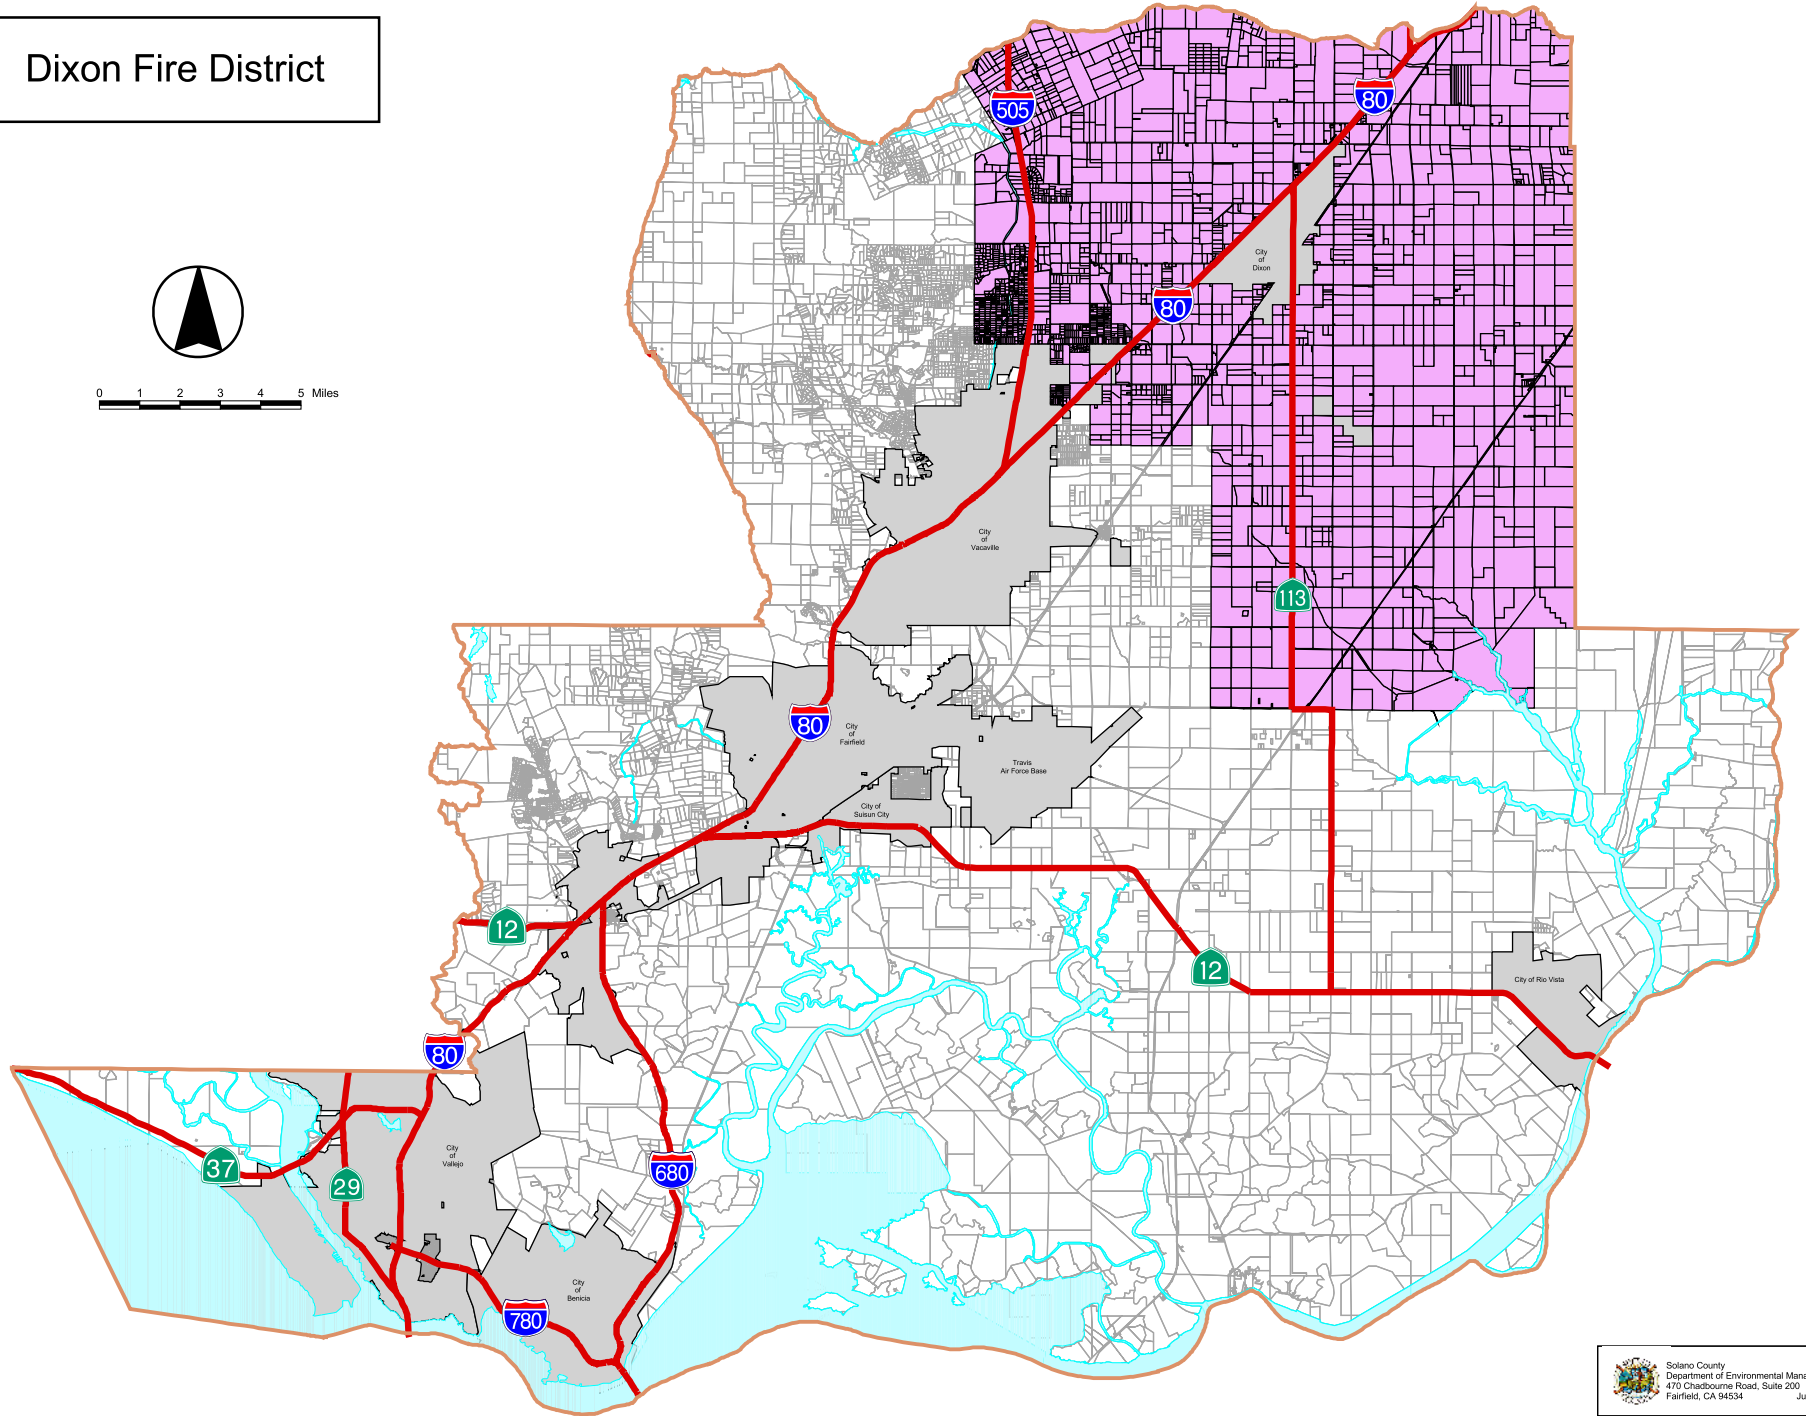 Dixon Fire District
505
80
City
of
Dixon
80
0 1 2 3 4 5 Miles
City
of
Vacaville
113
80
City
of
Fairfield
Travis
Air Force Base
City of
Suisun City
12
12
City of Rio Vista
80
37
29
City
of
Vallejo
680
City
of
Benicia
780
Solano County
Department of Environmental Mana
470 Chadbourne Road, Suite 200
Fairfield, CA 94534 Ju